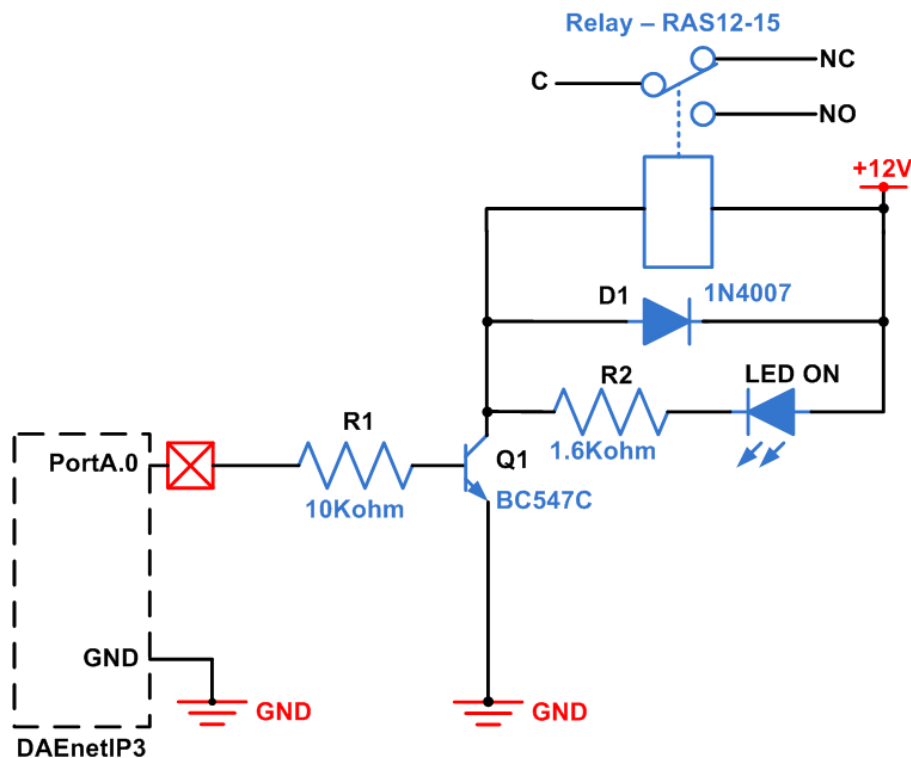 Relay – RAS12-15
NC
C
NO
+12V
D1
1N4007
R2
LED ON
1.6Kohm
PortA.0
R1
10Kohm
Q1
BC547C
GND
GND
GND
DAEnetIP3